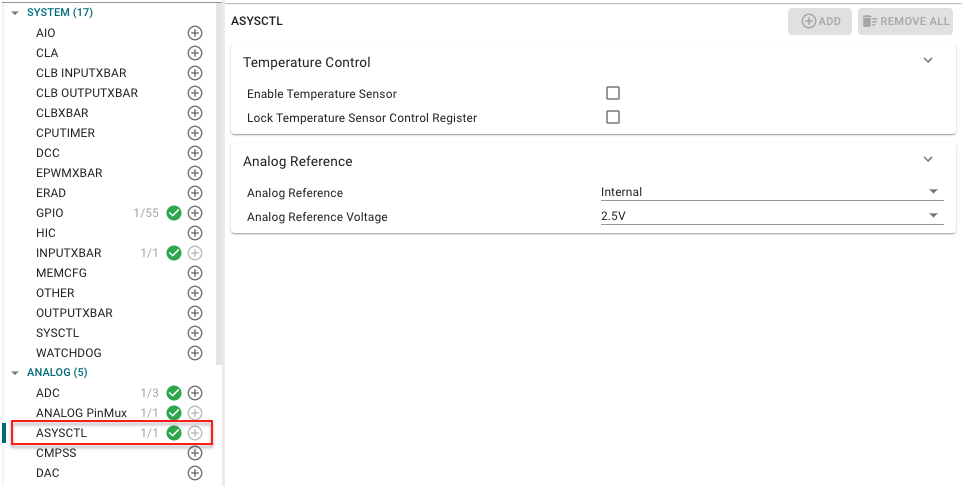 SYSTEM (17)
AIO
CLA
CLB INPUTXBAR
CLB OUTPUTXBAR
CLBXBAR
CPUTIMER
DCC
EPWMXBAR
ERAD
GPIO 1/55
HIC
INPUTXBAR 1/1
MEMCFG
OTHER
OUTPUTXBAR
SYSCTL
WATCHDOG
ANALOG (5)
ADC 1/3
ANALOG PinMux 1/1
ASYSCTL 1/1
CMPSS
DAC
ASYSCTL
ADD REMOVE ALL
Temperature Control
Enable Temperature Sensor
Lock Temperature Sensor Control Register
Analog Reference
Analog Reference Internal
Analog Reference Voltage 2.5V